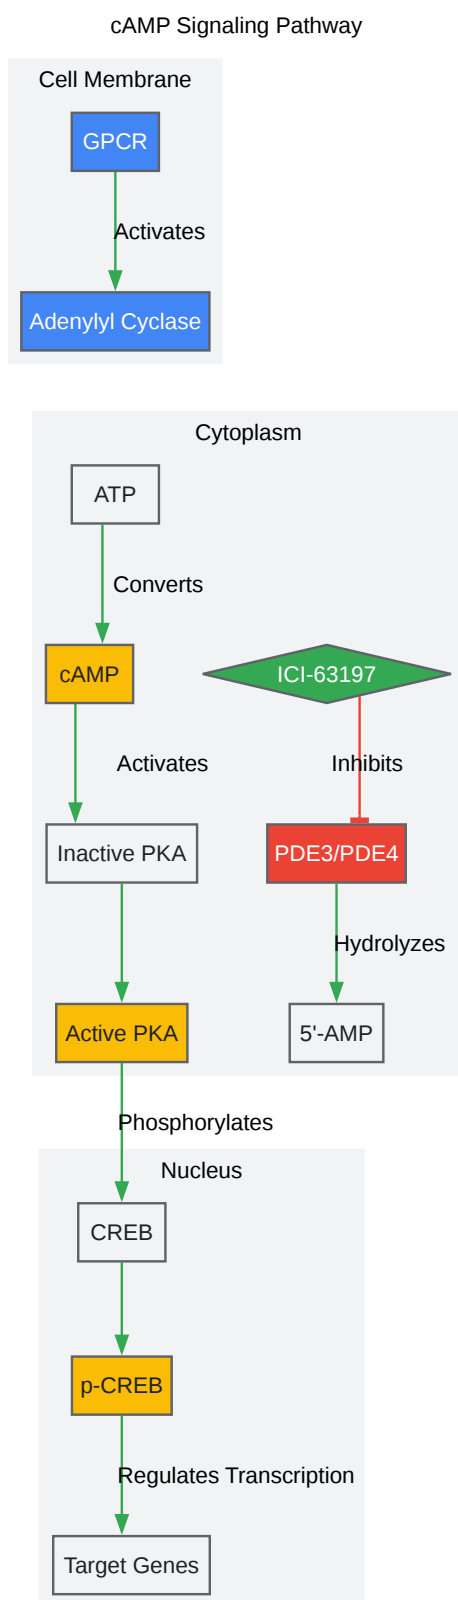 cAMP Signaling Pathway
Cell Membrane
GPCR
Activates
Adenylyl Cyclase
Cytoplasm
ATP
Converts
cAMP
ICI-63197
Activates
Inhibits
Inactive PKA
PDE3/PDE4
Hydrolyzes
Active PKA
5'-AMP
Phosphorylates
Nucleus
CREB
p-CREB
Regulates Transcription
Target Genes